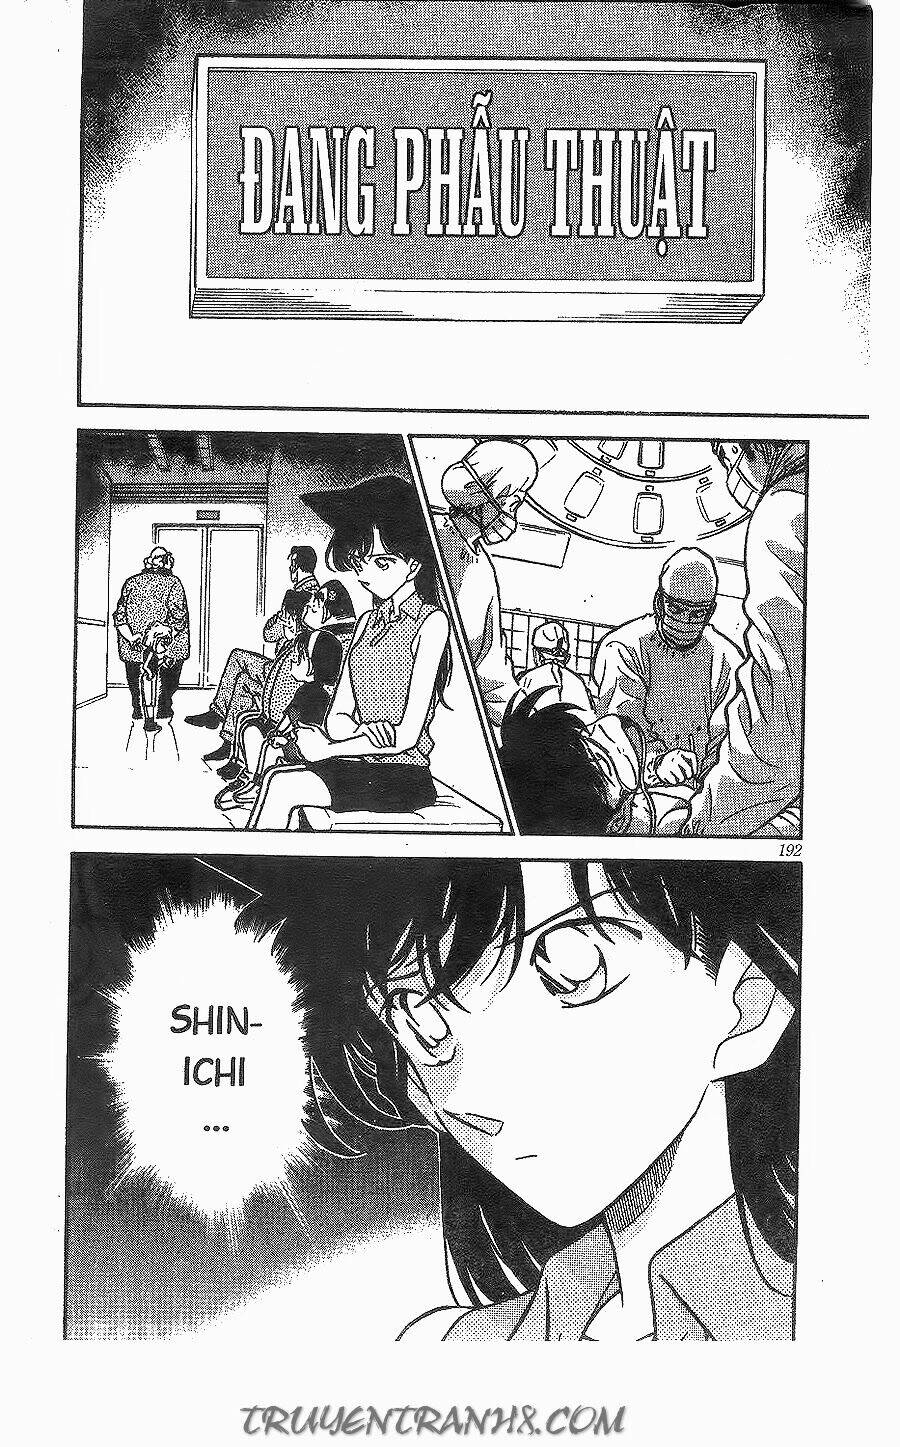 ĐANG PHẪU THUẬT
192
SHIN-
ICHI
...
TRUYENTRANH8.COM